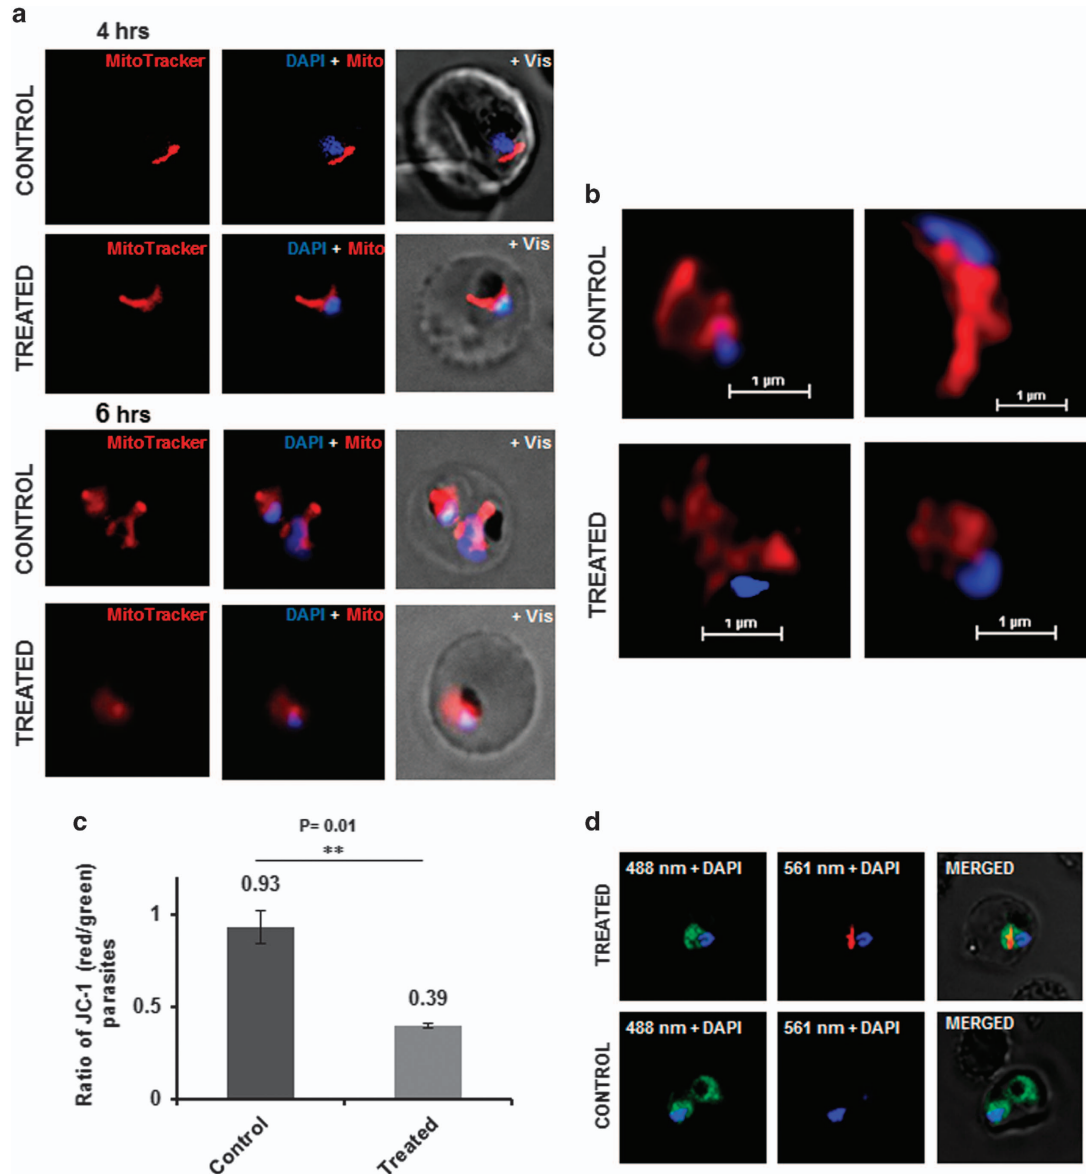 a
4 hrs
CONTROL
MitoTracker
DAPI + Mito
+ Vis
TREATED
MitoTracker
DAPI + Mito
+ Vis
6 hrs
CONTROL
MitoTracker
DAPI + Mito
+ Vis
TREATED
MitoTracker
DAPI + Mito
+ Vis
b
CONTROL
1 µm
1 µm
TREATED
1 µm
1 µm
c
P= 0.01
**
0.93
0.39
1
0.5
0
Ratio of JC-1 (red/green)
parasites
Control
Treated
d
TREATED
488 nm + DAPI
561 nm + DAPI
MERGED
CONTROL
488 nm + DAPI
561 nm + DAPI
MERGED